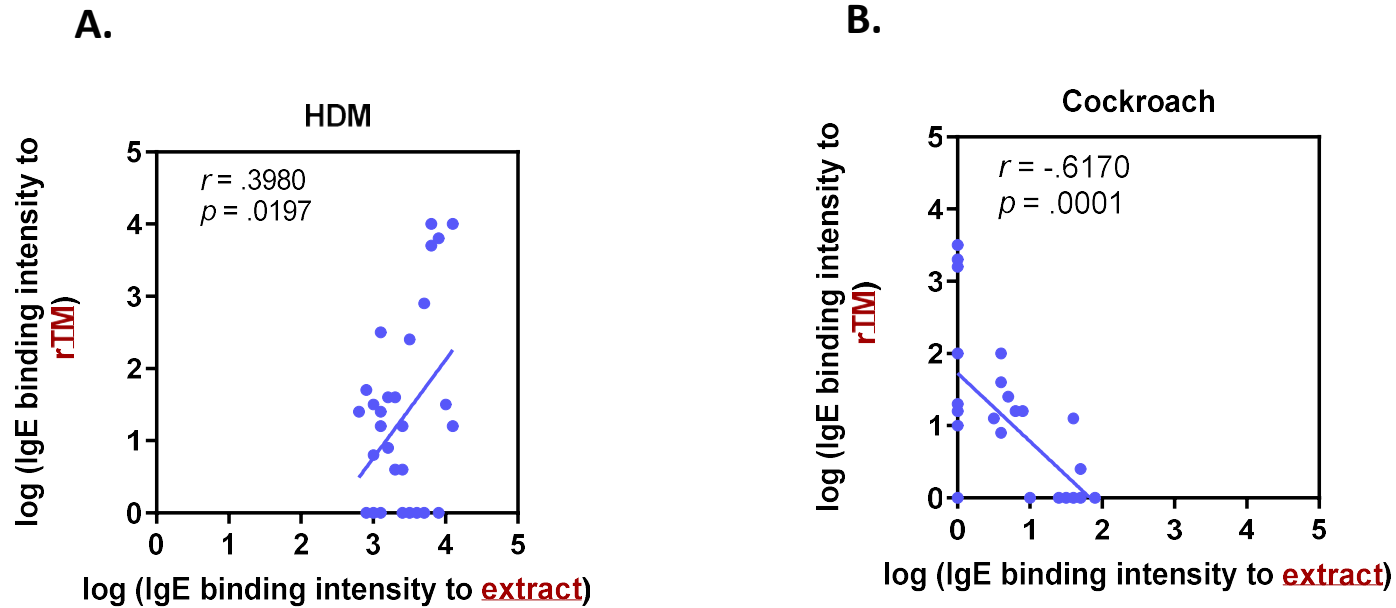 A.
HDM
r = .3980
p = .0197
log (IgE binding intensity to
rTM)
5
4
3
2
1
0
0 1 2 3 4 5
log (IgE binding intensity to extract)
B.
Cockroach
r = -.6170
p = .0001
log (IgE binding intensity to
rTM)
5
4
3
2
1
0
0 1 2 3 4 5
log (IgE binding intensity to extract)